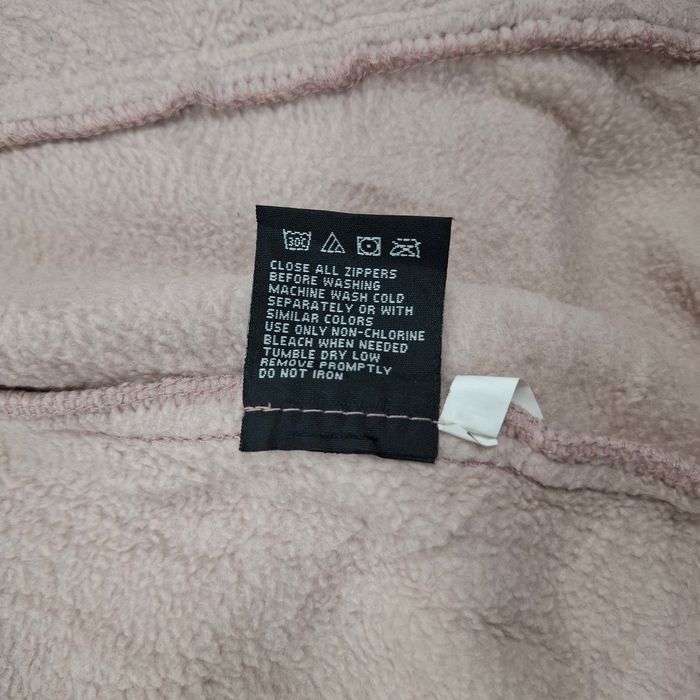 30C
CLOSE ALL ZIPPERS
BEFORE WASHING
MACHINE WASH COLD
SEPARATELY OR WITH
SIMILAR COLORS
USE ONLY NON-CHLORINE
BLEACH WHEN NEEDED
TUMBLE DRY LOW
REMOVE PROMPTLY
DO NOT IRON